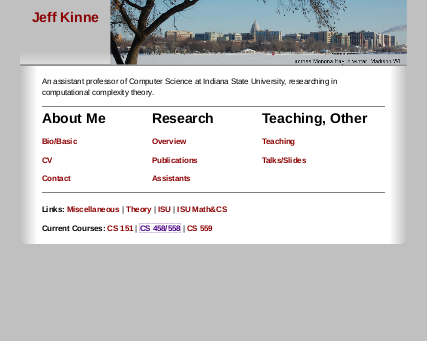 Jeff Kinne
across Monona Bay in winter, Madison WI
An assistant professor of Computer Science at Indiana State University, researching in
computational complexity theory.
About Me Research Teaching, Other
Bio/Basic Overview Teaching
CV Publications Talks/Slides
Contact Assistants
Links: Miscellaneous | Theory | ISU | ISU Math&CS
Current Courses: CS 151 | CS 458/558 | CS 559